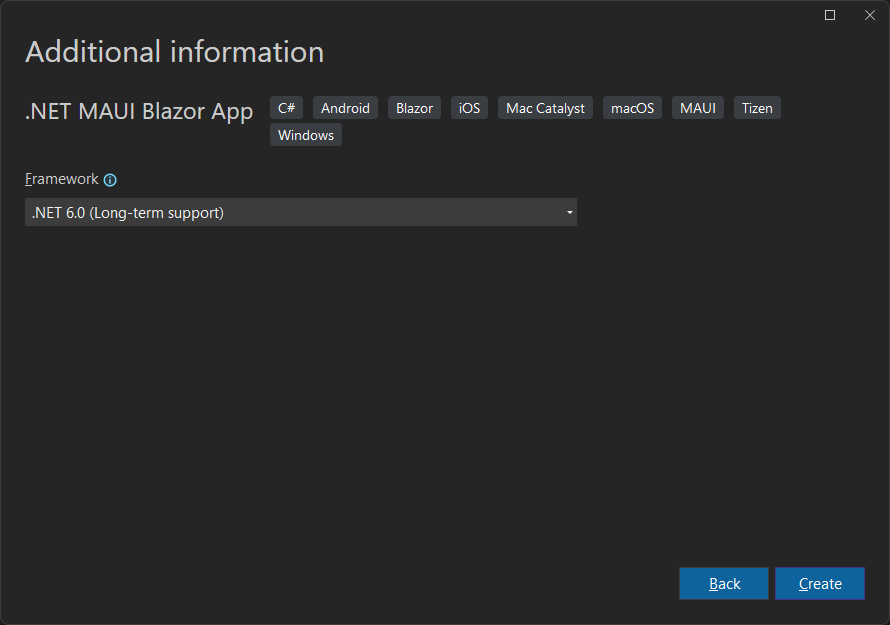 Additional information
.NET MAUI Blazor App
C# Android Blazor iOS Mac Catalyst macOS MAUI Tizen
Windows
Framework
.NET 6.0 (Long-term support)
Back Create